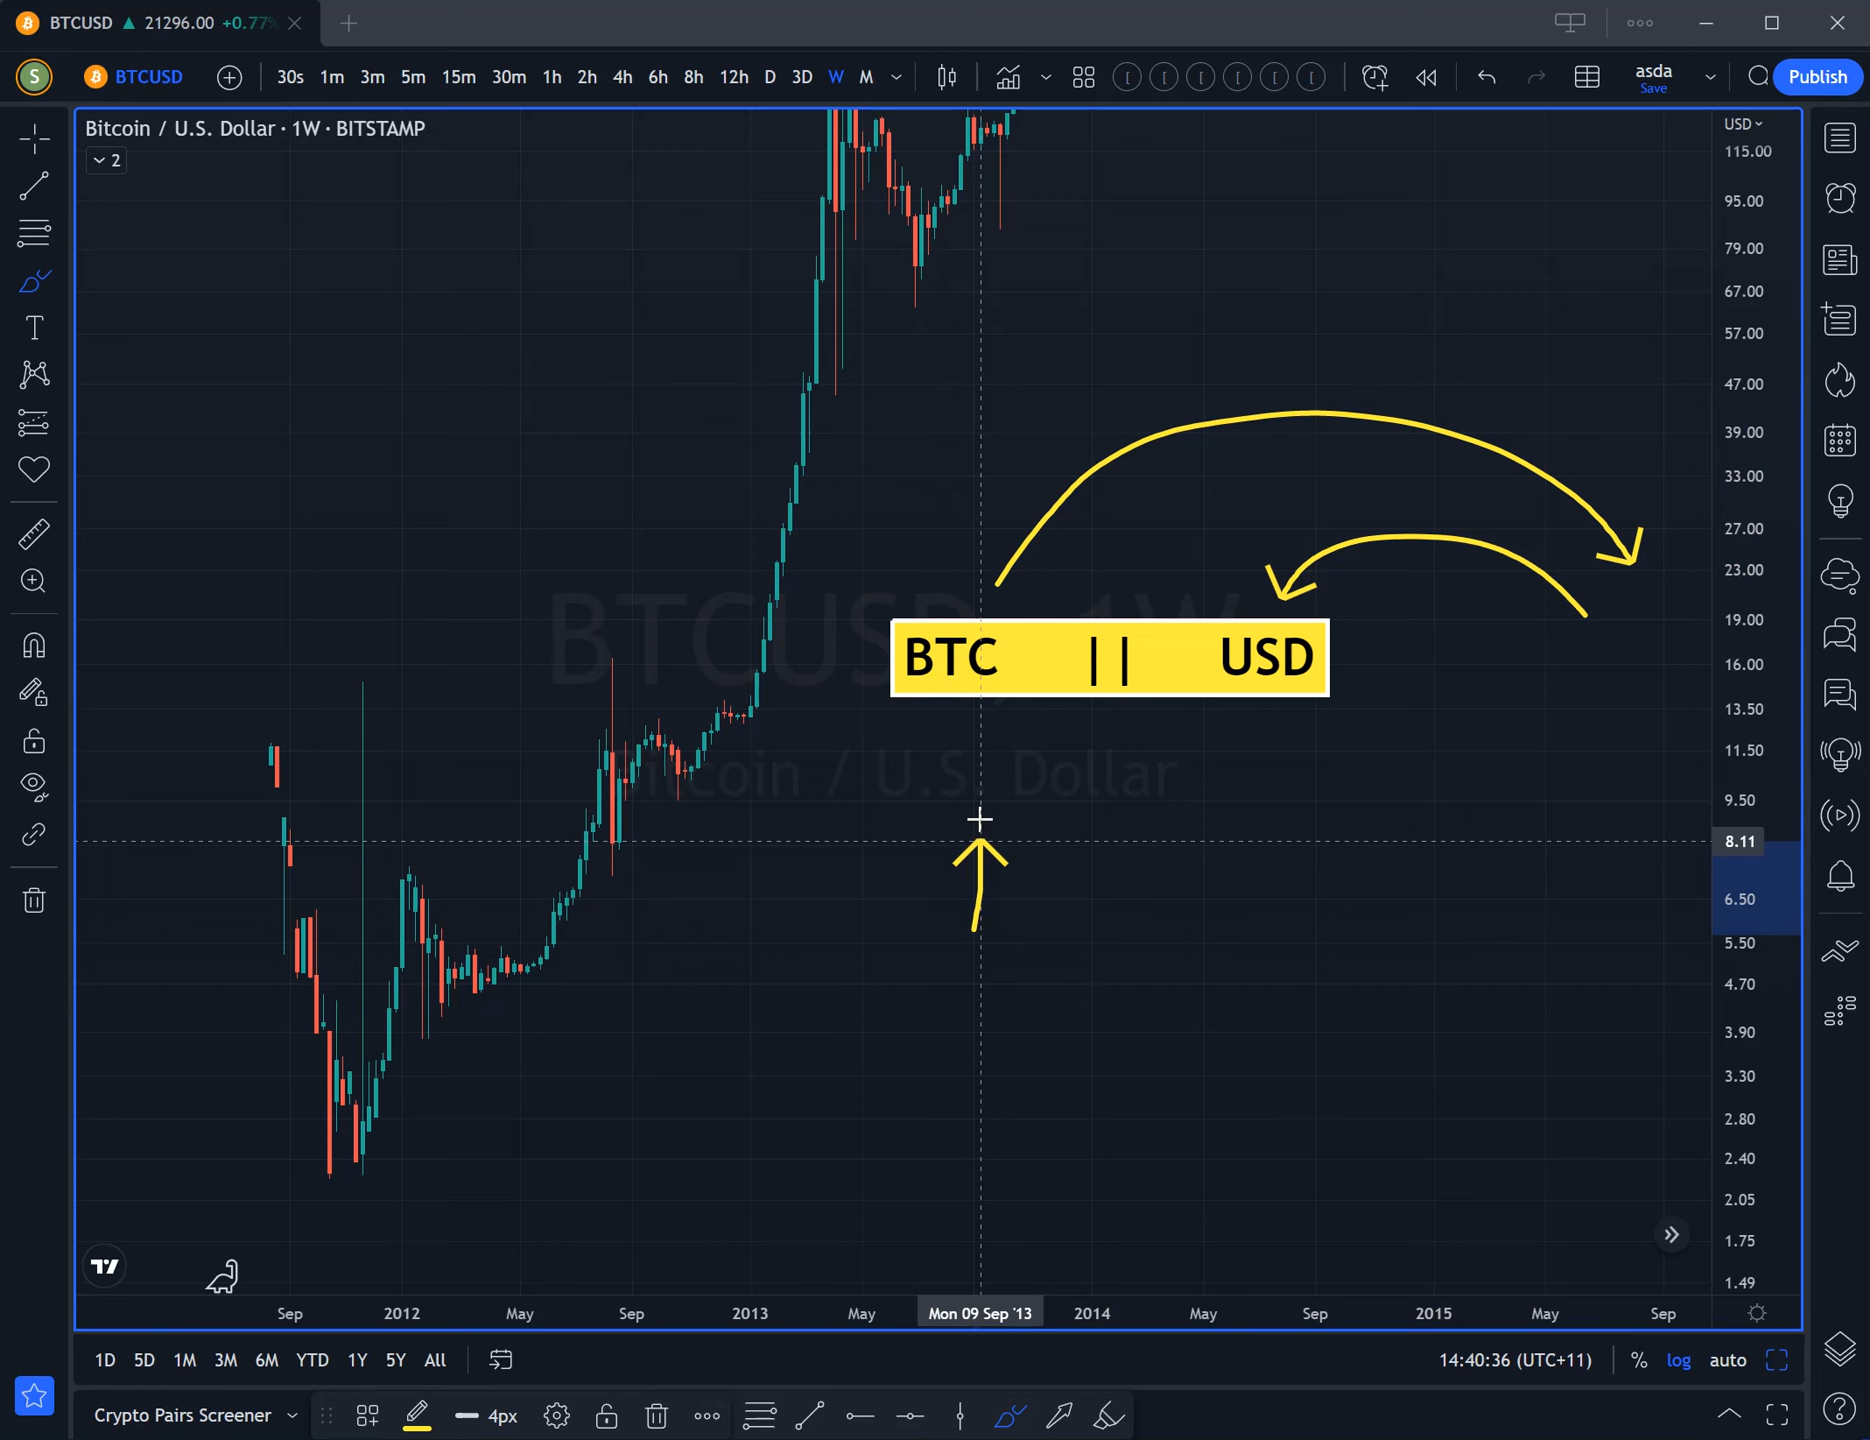 BTCUSD ▲ 21296.00 +0.77%
S BTCUSD 30s 1m 3m 5m 15m 30m 1h 2h 4h 6h 8h 12h D 3D W M [ [ [ [ [ [ asda Publish
Save
Bitcoin / U.S. Dollar · 1W · BITSTAMP
2
USD
115.00
95.00
79.00
67.00
57.00
47.00
39.00
33.00
27.00
23.00
19.00
16.00
13.50
11.50
9.50
8.11
6.50
5.50
4.70
3.90
3.30
2.80
2.40
2.05
1.75
1.49
BTCUSD, 1W
BTC || USD
Bitcoin / U.S. Dollar
Sep 2012 May Sep 2013 May Mon 09 Sep '13 2014 May Sep 2015 May Sep
1D 5D 1M 3M 6M YTD 1Y 5Y All 14:40:36 (UTC+11) % log auto
Crypto Pairs Screener 4px